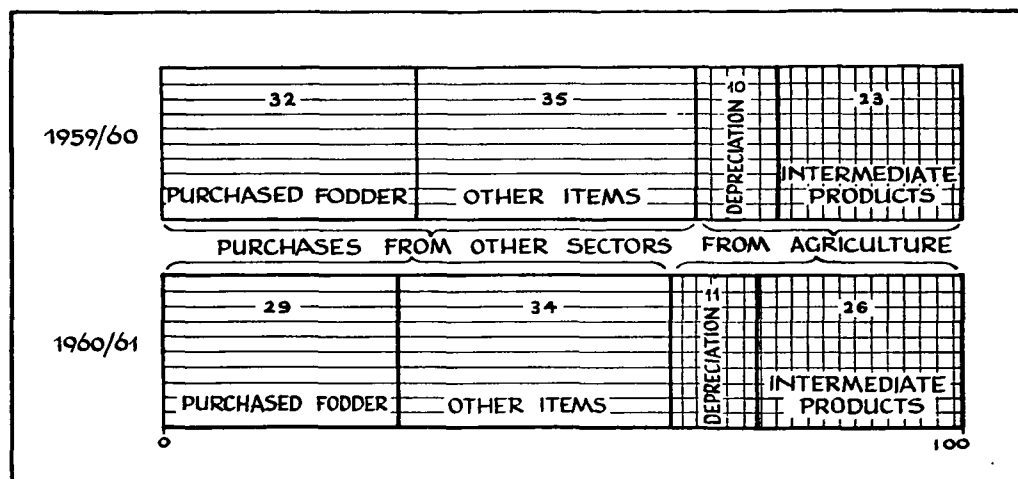 32 35 10 23
1959/60
PURCHASED FODDER OTHER ITEMS DEPRECIATION INTERMEDIATE PRODUCTS
PURCHASES FROM OTHER SECTORS FROM AGRICULTURE
29 34 11 26
1960/61
PURCHASED FODDER OTHER ITEMS DEPRECIATION INTERMEDIATE PRODUCTS
0 100